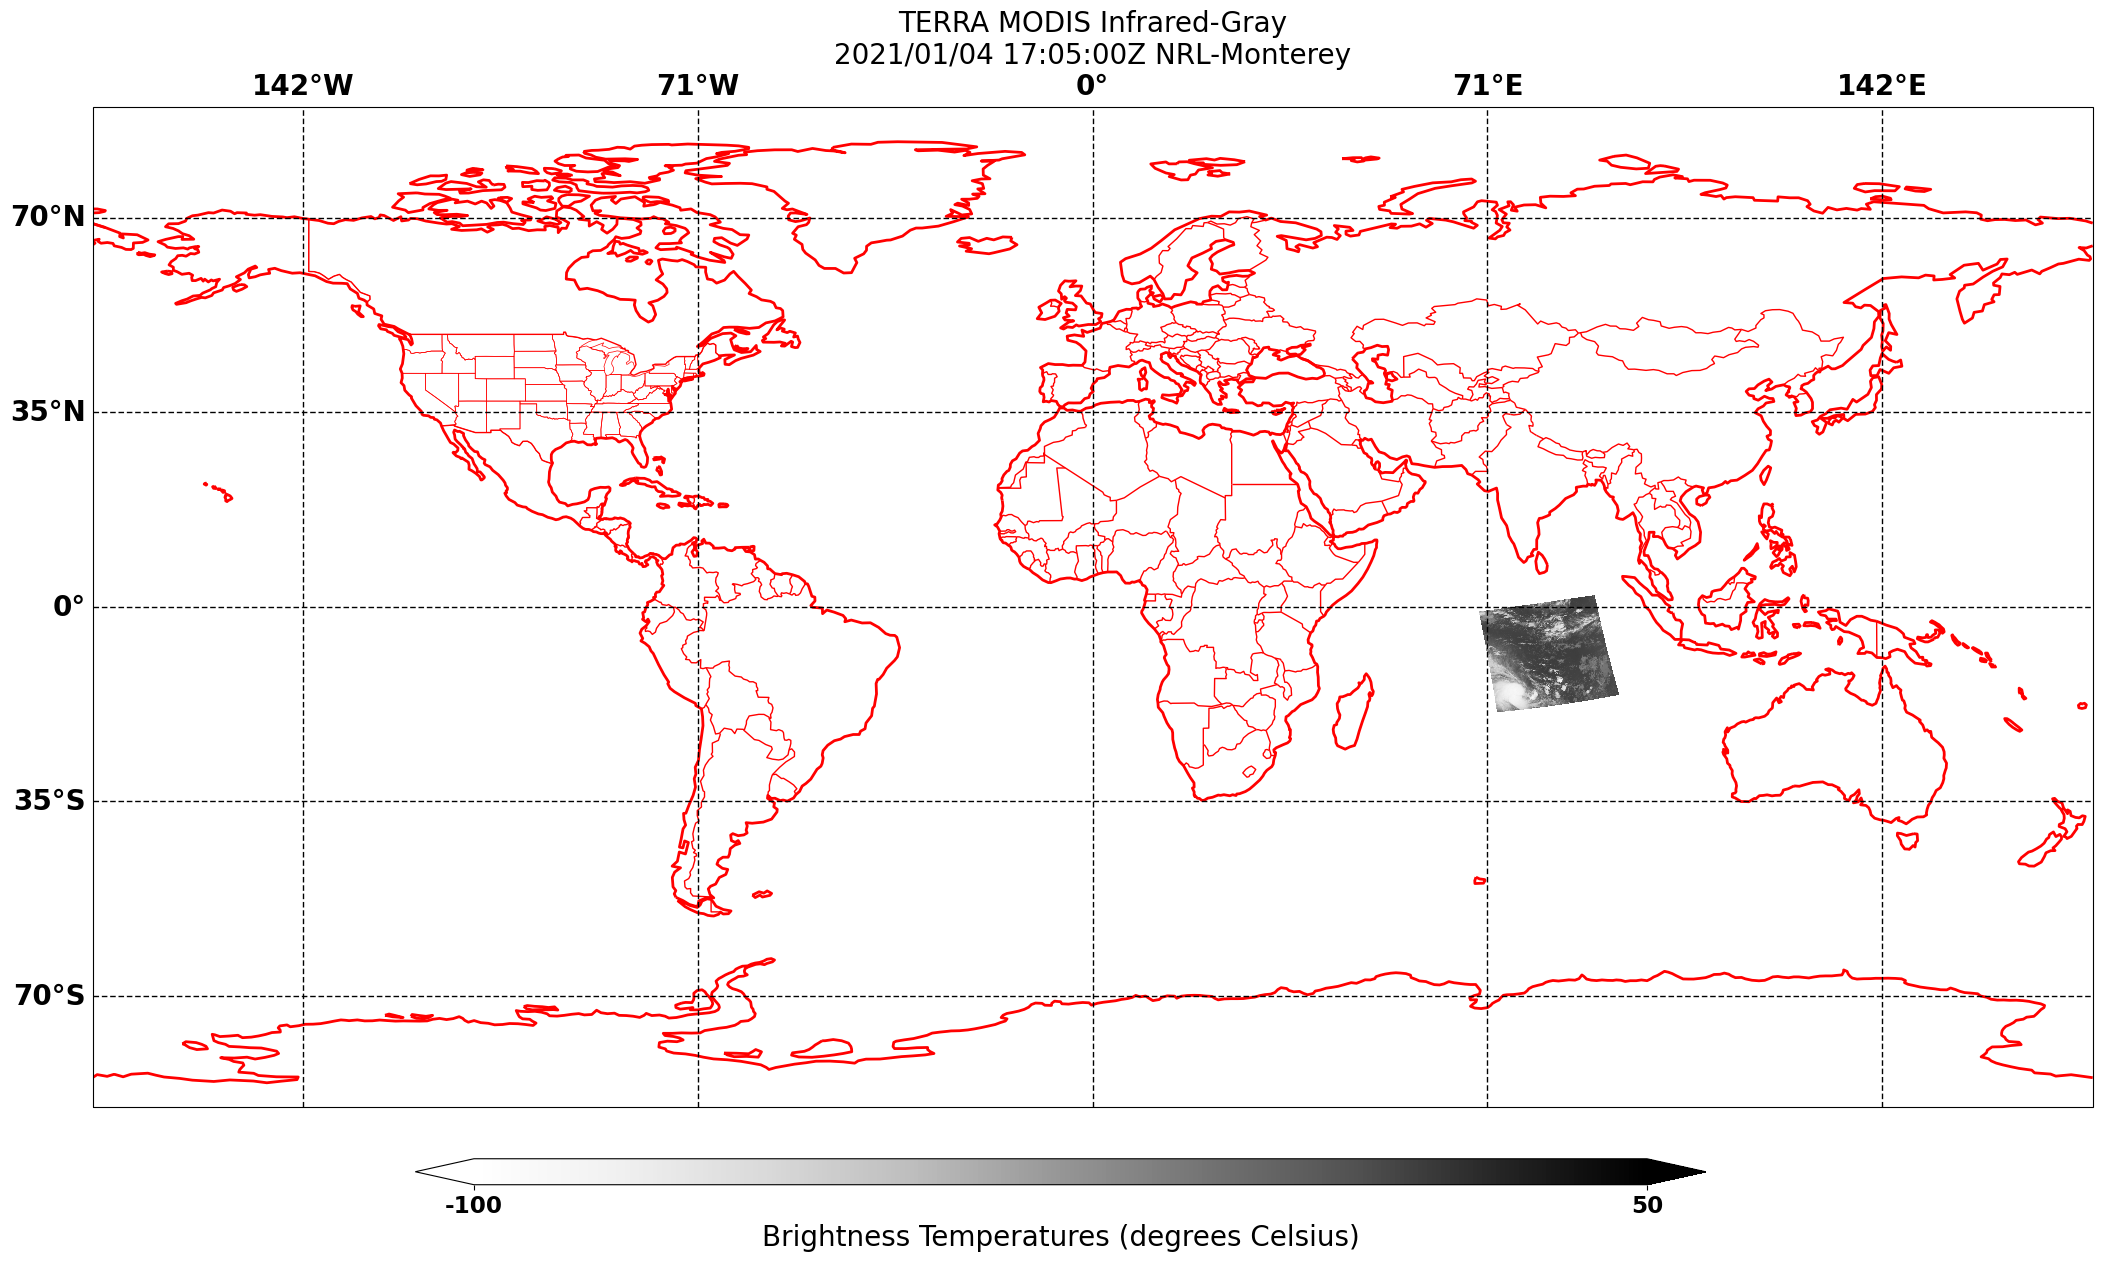 TERRA MODIS Infrared-Gray
2021/01/04 17:05:00Z NRL-Monterey
142°W 71°W 0° 71°E 142°E
70°N
35°N
0°
35°S
70°S
-100 50
Brightness Temperatures (degrees Celsius)